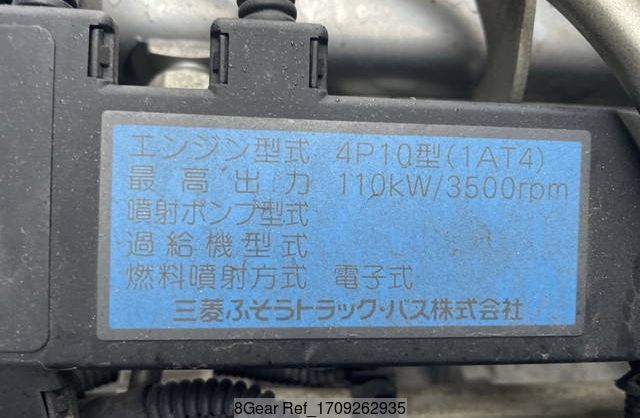 エンジン型式 4P10型(1AT4)
最高出力 110kW/3500rpm
噴射ポンプ型式
過給機型式
燃料噴射方式 電子式
三菱ふそうトラック・バス株式会社
8Gear Ref_1709262935